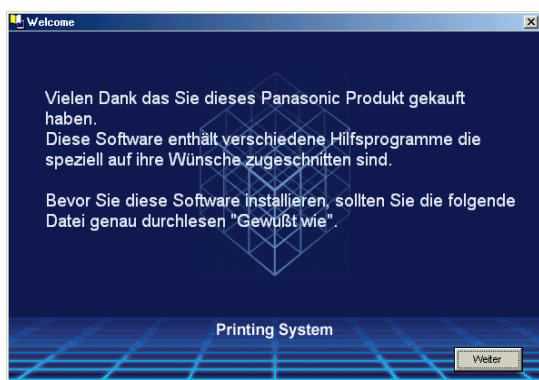 Welcome
Vielen Dank das Sie dieses Panasonic Produkt gekauft
haben.
Diese Software enthält verschiedene Hilfsprogramme die
speziell auf ihre Wünsche zugeschnitten sind.
Bevor Sie diese Software installieren, sollten Sie die folgende
Datei genau durchlesen "Gewußt wie".
Printing System
Weiter